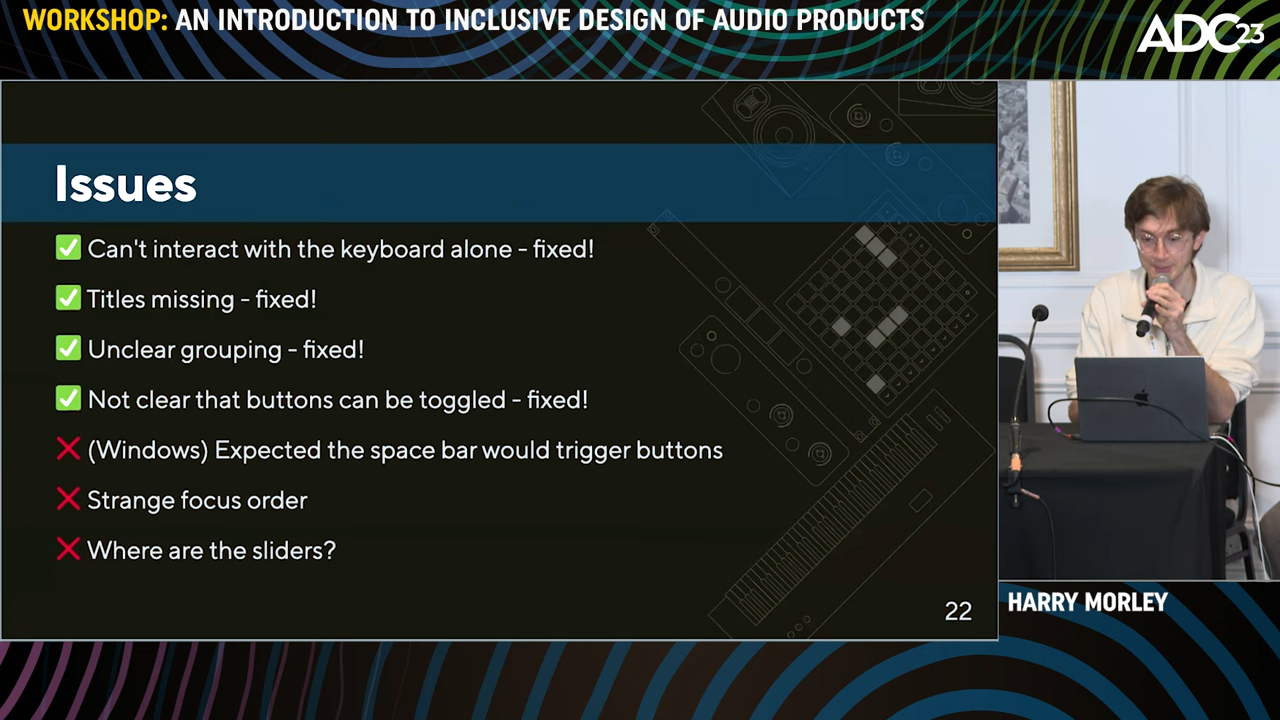 WORKSHOP: AN INTRODUCTION TO INCLUSIVE DESIGN OF AUDIO PRODUCTS
ADC23
Issues
✅ Can't interact with the keyboard alone - fixed!
✅ Titles missing - fixed!
✅ Unclear grouping - fixed!
✅ Not clear that buttons can be toggled - fixed!
❌ (Windows) Expected the space bar would trigger buttons
❌ Strange focus order
❌ Where are the sliders?
22
HARRY MORLEY